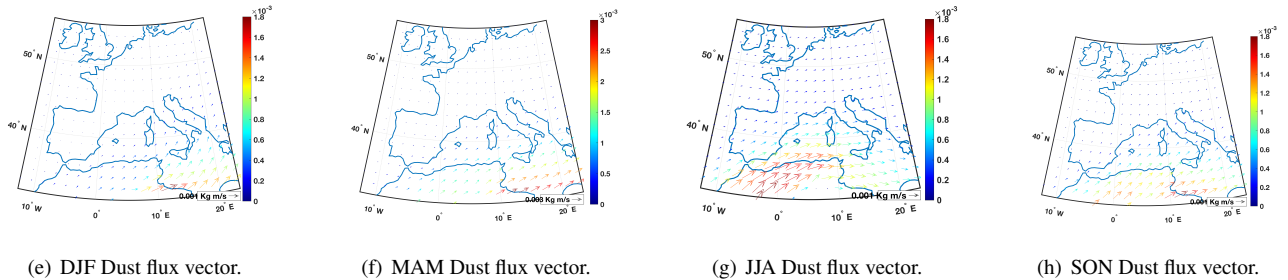 ×10⁻³
1.8
1.6
1.4
1.2
1
0.8
0.6
0.4
0.2
0
50° N
40° N
10° W
0°
10° E
20° E
0.001 Kg m/s
(e) DJF Dust flux vector.
×10⁻³
3
2.5
2
1.5
1
0.5
0
50° N
40° N
10° W
0°
10° E
20° E
0.003 Kg m/s
(f) MAM Dust flux vector.
×10⁻³
1.8
1.6
1.4
1.2
1
0.8
0.6
0.4
0.2
0
50° N
40° N
10° W
0°
10° E
20° E
0.001 Kg m/s
(g) JJA Dust flux vector.
×10⁻³
1.8
1.6
1.4
1.2
1
0.8
0.6
0.4
0.2
0
50° N
40° N
10° W
0°
10° E
20° E
0.001 Kg m/s
(h) SON Dust flux vector.